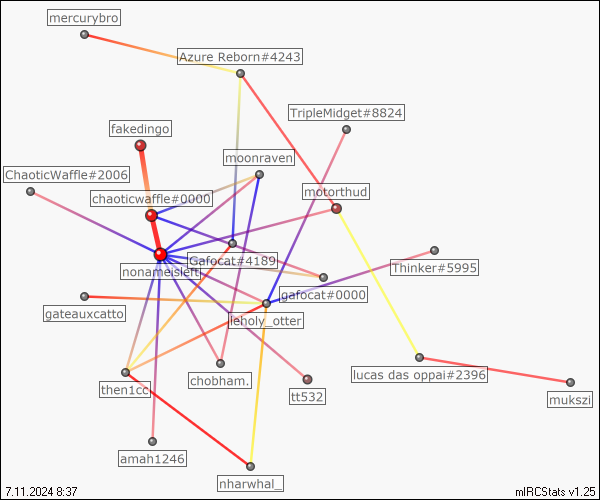 mercurybro
Azure Reborn#4243
TripleMidget#8824
fakedingo
moonraven
ChaoticWaffle#2006
chaoticwaffle#0000
motorthud
Gafocat#4189
nonameisleft
Thinker#5995
gafocat#0000
gateauxcatto
leholy_otter
lucas das oppai#2396
chobham.
then1cc
tt532
mukszi
amah1246
nharwhal_
7.11.2024 8:37
mIRCStats v1.25